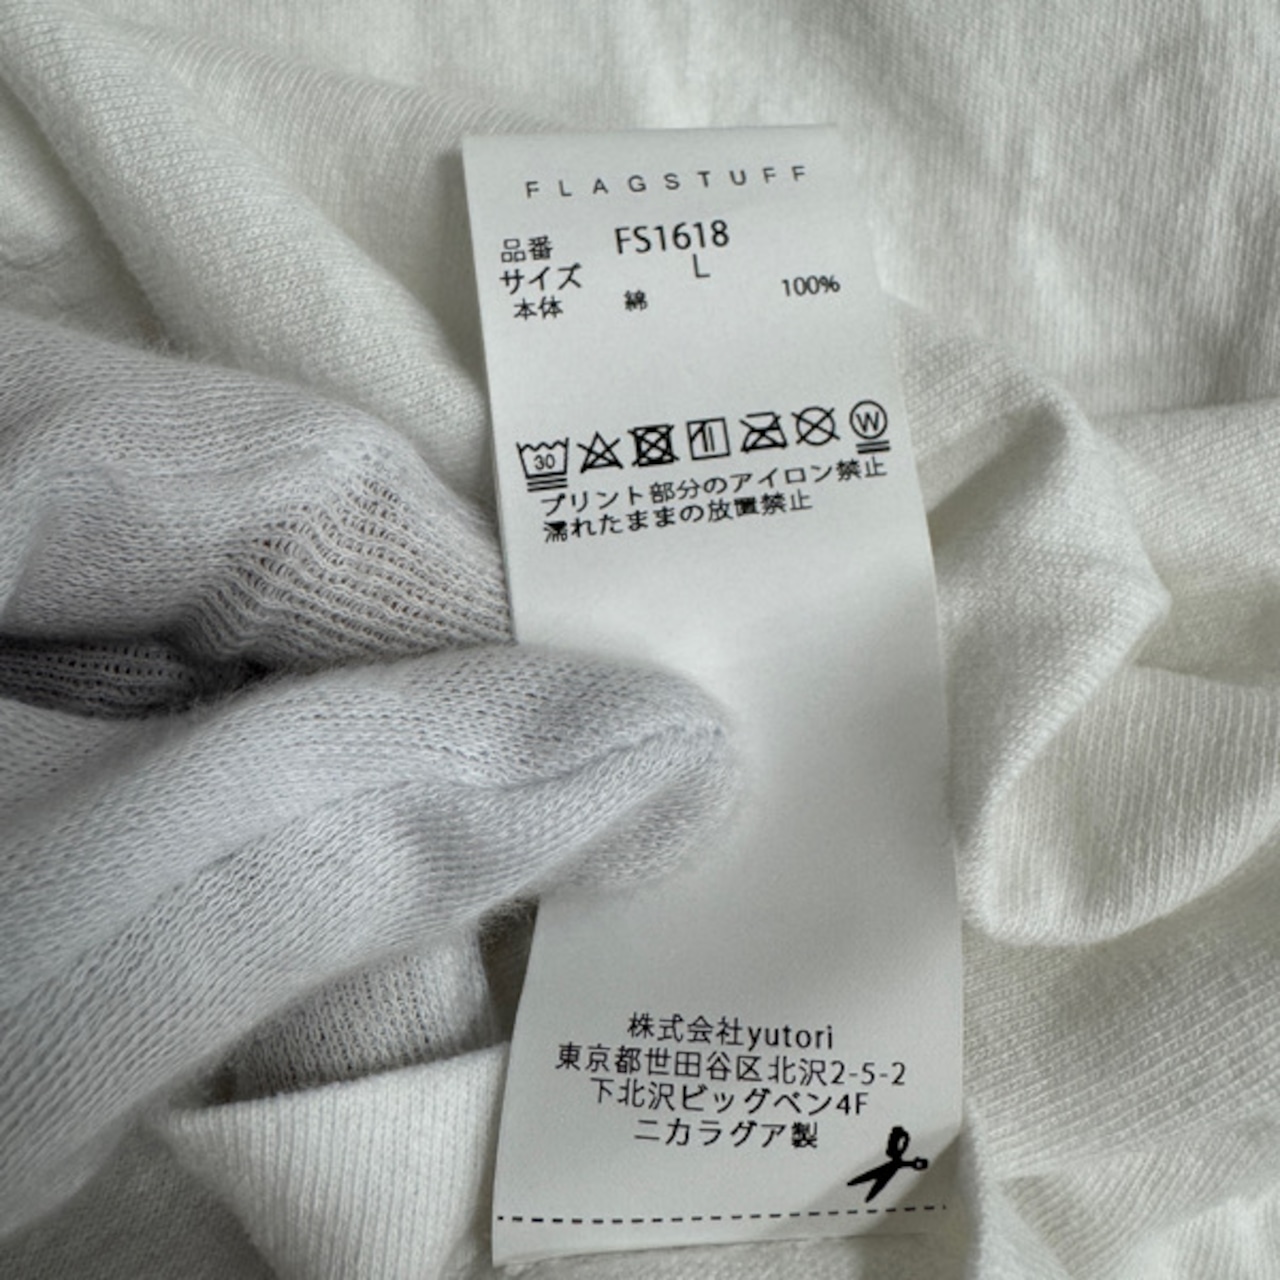 FLAGSTUFF
品番 FS1618
サイズ L
本体 綿 100%
30 W
プリント部分のアイロン禁止
濡れたままの放置禁止
株式会社yutori
東京都世田谷区北沢2-5-2
下北沢ビッグベン4F
ニカラグア製